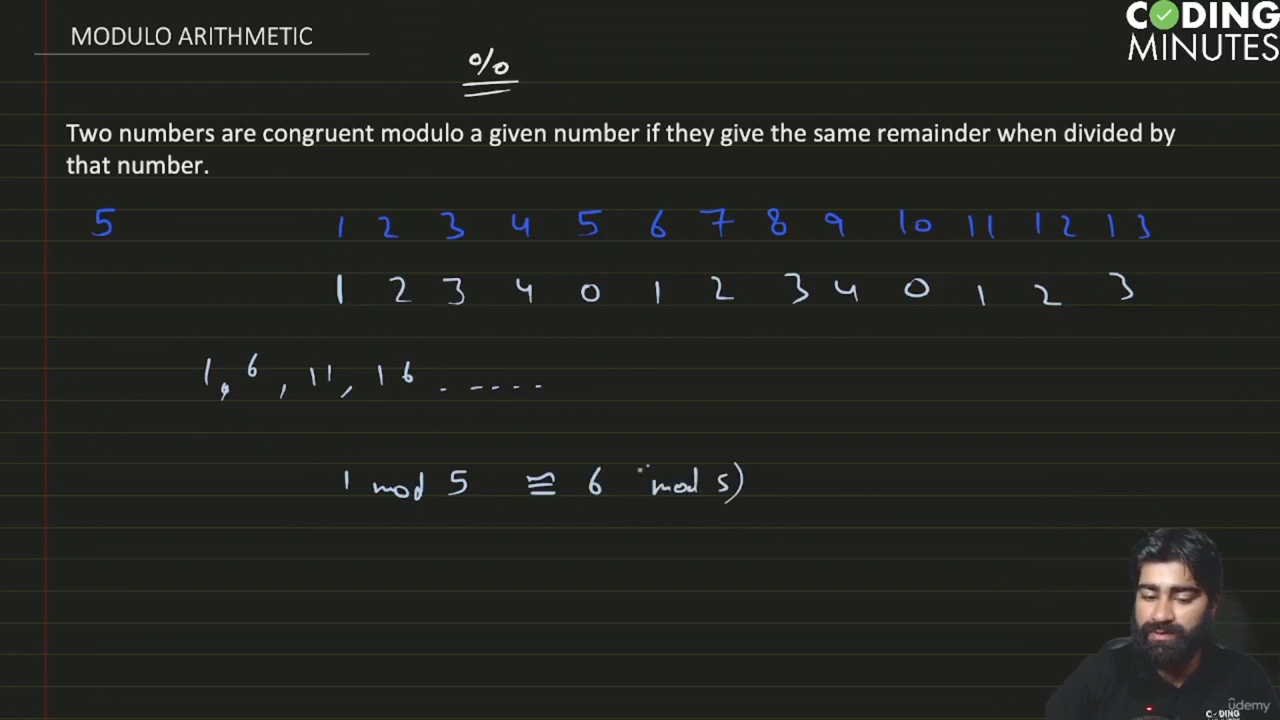 MODULO ARITHMETIC
CODING
MINUTES
%
Two numbers are congruent modulo a given number if they give the same remainder when divided by
that number.
5 1 2 3 4 5 6 7 8 9 10 11 12 13
1 2 3 4 0 1 2 3 4 0 1 2 3
1, 6, 11, 16 . - - - - .
1 mod 5 ≌ 6 mod 5)
ûdemy
CODING